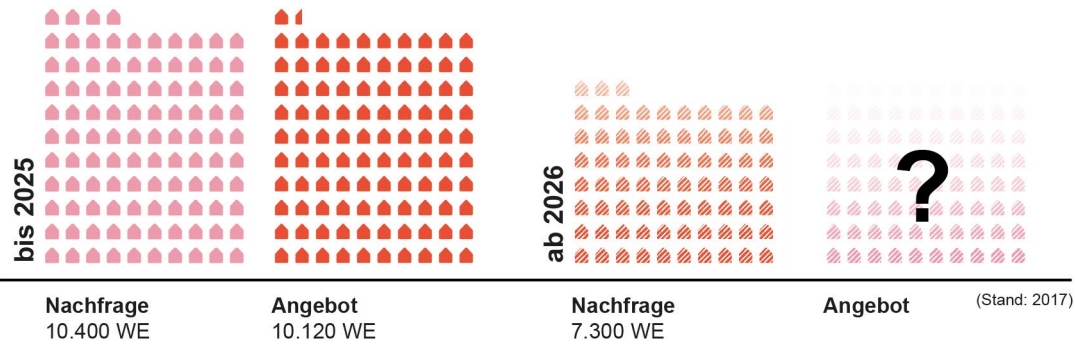 bis 2025
Nachfrage
10.400 WE
Angebot
10.120 WE
ab 2026
Nachfrage
7.300 WE
?
Angebot
(Stand: 2017)